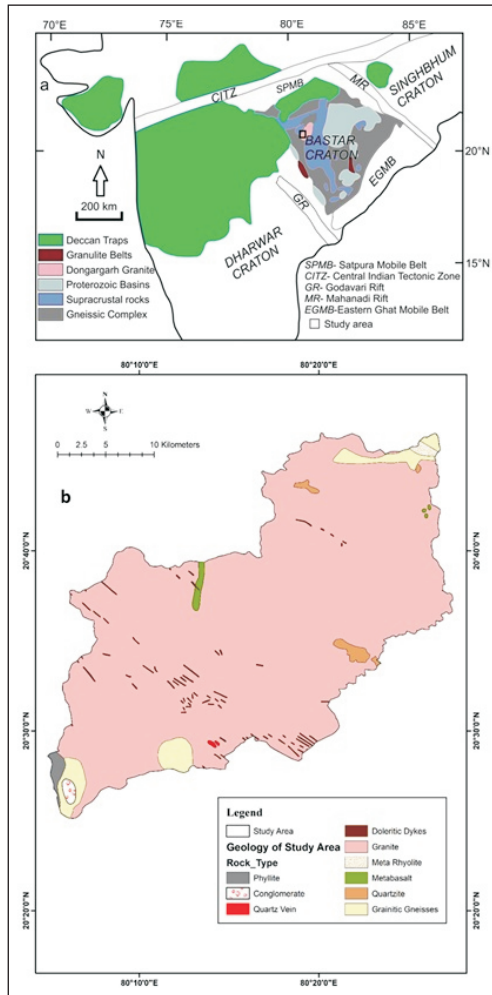 70°E 75°E 80°E 85°E
a
CITZ
SPMB
MR
SINGHBHUM
CRATON
BASTAR
CRATON
20°N
N
EGMB
200 km
GR
DHARWAR
CRATON
Deccan Traps
Granulite Belts
Dongargarh Granite
Proterozoic Basins
Supracrustal rocks
Gneissic Complex
SPMB- Satpura Mobile Belt
CITZ- Central Indian Tectonic Zone
GR- Godavari Rift
MR- Mahanadi Rift
EGMB-Eastern Ghat Mobile Belt
Study area
15°N
80°10'0"E 80°20'0"E
N
W E
S
0 2.5 5 10 Kilometers
b
20°40'0"N 20°40'0"N
20°30'0"N 20°30'0"N
Legend
Study Area
Geology of Study Area
Rock_Type
Phyllite
Conglomerate
Quartz Vein
Doleritic Dykes
Granite
Meta Rhyolite
Metabasalt
Quartzite
Grainitic Gneisses
20°20'0"N 20°20'0"N
80°10'0"E 80°20'0"E